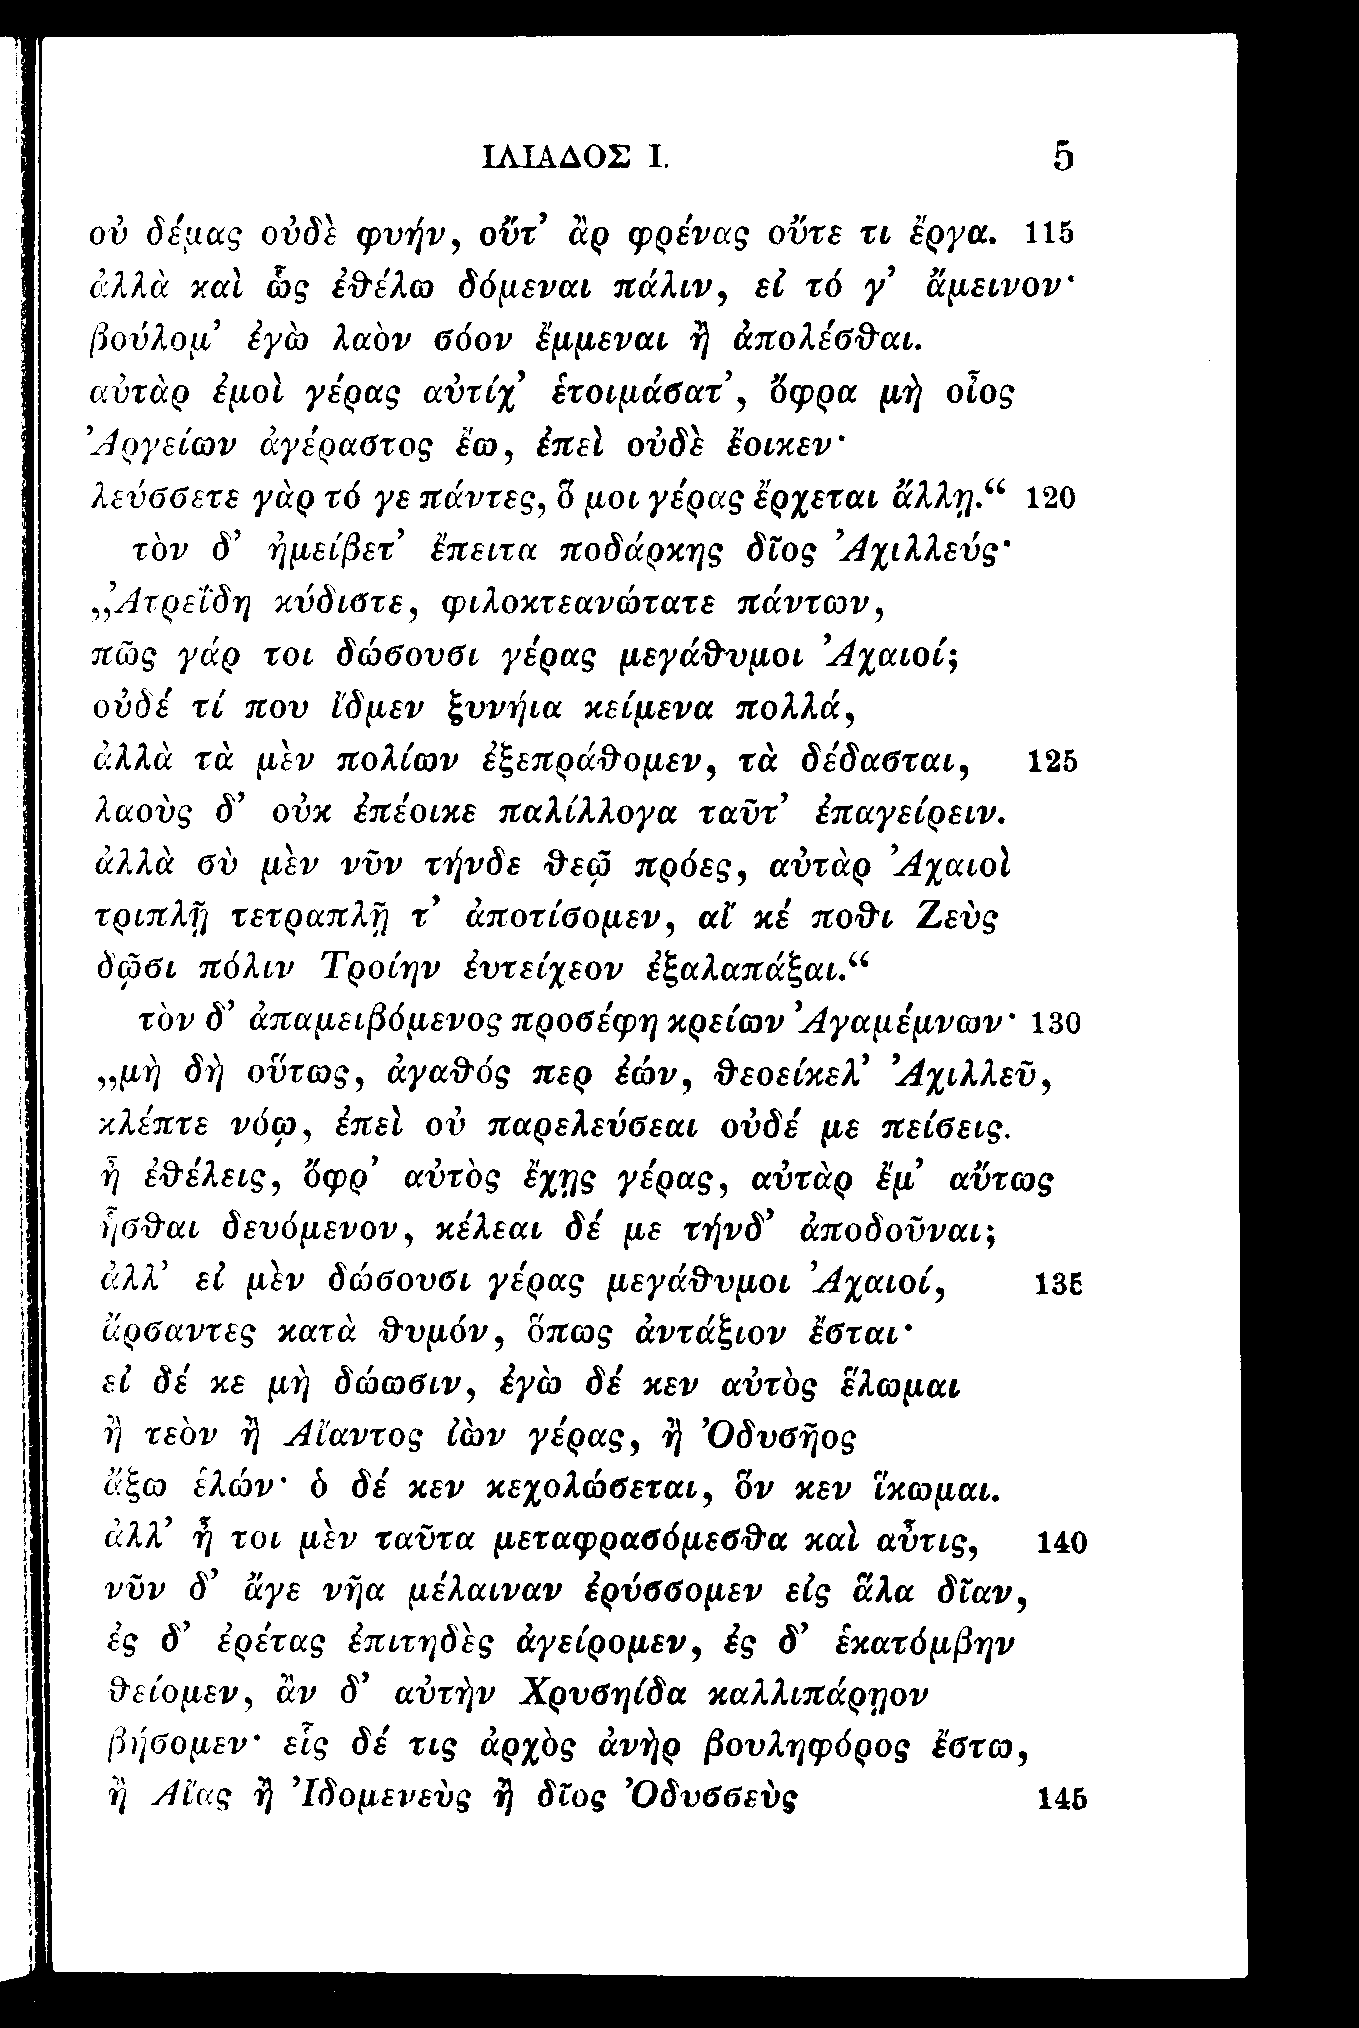 ΙΛΙΑΔΟΣ Ι. 5
οὐ δέμας οὐδὲ φυήν, οὔτ’ ἂρ φρένας οὔτε τι ἔργα. 115
ἀλλὰ καὶ ὧς ἐθέλω δόμεναι πάλιν, εἰ τό γ’ ἄμεινον·
βούλομ’ ἐγὼ λαὸν σόον ἔμμεναι ἢ ἀπολέσθαι.
αὐτὰρ ἐμοὶ γέρας αὐτίχ’ ἑτοιμάσατ’, ὄφρα μὴ οἶος
Ἀργείων ἀγέραστος ἔω, ἐπεὶ οὐδὲ ἔοικεν·
λεύσσετε γὰρ τό γε πάντες, ὅ μοι γέρας ἔρχεται ἄλλῃ.“ 120
τὸν δ’ ἠμείβετ’ ἔπειτα ποδάρκης δῖος Ἀχιλλεύς·
„Ἀτρεΐδη κύδιστε, φιλοκτεανώτατε πάντων,
πῶς γάρ τοι δώσουσι γέρας μεγάθυμοι Ἀχαιοί;
οὐδέ τί που ἴδμεν ξυνήια κείμενα πολλά,
ἀλλὰ τὰ μὲν πολίων ἐξεπράθομεν, τὰ δέδασται, 125
λαοὺς δ’ οὐκ ἐπέοικε παλίλλογα ταῦτ’ ἐπαγείρειν.
ἀλλὰ σὺ μὲν νῦν τήνδε θεῷ πρόες, αὐτὰρ Ἀχαιοὶ
τριπλῇ τετραπλῇ τ’ ἀποτίσομεν, αἴ κέ ποθι Ζεὺς
δῷσι πόλιν Τροίην ἐυτείχεον ἐξαλαπάξαι.“
τὸν δ’ ἀπαμειβόμενος προσέφη κρείων Ἀγαμέμνων· 130
„μὴ δὴ οὕτως, ἀγαθός περ ἐών, θεοείκελ’ Ἀχιλλεῦ,
κλέπτε νόῳ, ἐπεὶ οὐ παρελεύσεαι οὐδέ με πείσεις.
ἦ ἐθέλεις, ὄφρ’ αὐτὸς ἔχῃς γέρας, αὐτὰρ ἔμ’ αὔτως
ἧσθαι δευόμενον, κέλεαι δέ με τήνδ’ ἀποδοῦναι;
ἀλλ’ εἰ μὲν δώσουσι γέρας μεγάθυμοι Ἀχαιοί, 135
ἄρσαντες κατὰ θυμόν, ὅπως ἀντάξιον ἔσται·
εἰ δέ κε μὴ δώωσιν, ἐγὼ δέ κεν αὐτὸς ἕλωμαι
ἢ τεὸν ἢ Αἴαντος ἰὼν γέρας, ἢ Ὀδυσῆος
ἄξω ἑλών· ὁ δέ κεν κεχολώσεται, ὅν κεν ἵκωμαι.
ἀλλ’ ἦ τοι μὲν ταῦτα μεταφρασόμεσθα καὶ αὖτις, 140
νῦν δ’ ἄγε νῆα μέλαιναν ἐρύσσομεν εἰς ἅλα δῖαν,
ἐς δ’ ἐρέτας ἐπιτηδὲς ἀγείρομεν, ἐς δ’ ἑκατόμβην
θείομεν, ἂν δ’ αὐτὴν Χρυσηίδα καλλιπάρῃον
βήσομεν· εἷς δέ τις ἀρχὸς ἀνὴρ βουληφόρος ἔστω,
ἢ Αἴας ἢ Ἰδομενεὺς ἢ δῖος Ὀδυσσεὺς 145